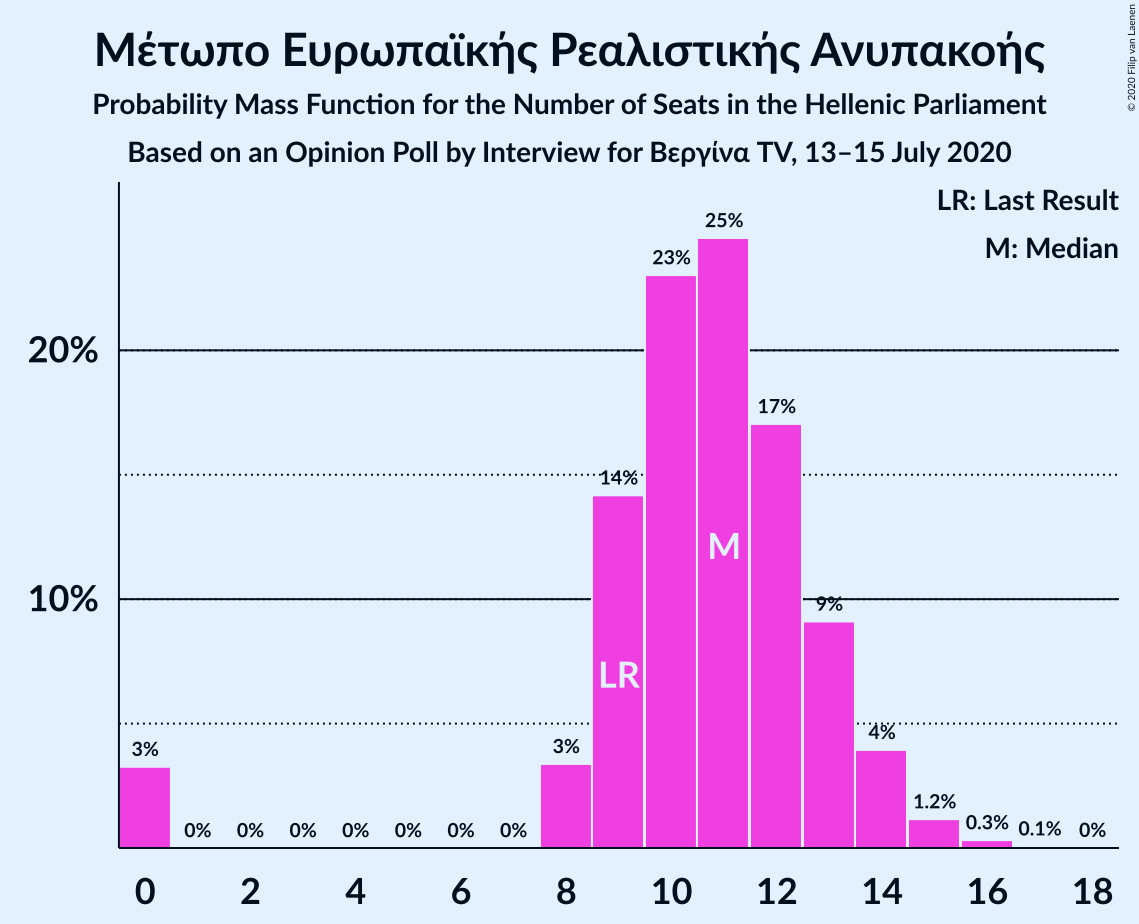 Μέτωπο Ευρωπαϊκής Ρεαλιστικής Ανυπακοής
Probability Mass Function for the Number of Seats in the Hellenic Parliament
Based on an Opinion Poll by Interview for Βεργίνα TV, 13–15 July 2020
© 2020 Filip van Laenen
LR: Last Result
M: Median
25%
23%
20%
17%
14%
M
10%
9%
LR
4%
3%
3%
1.2%
0.3%
0% 0% 0% 0% 0% 0% 0% 0.1% 0%
0 2 4 6 8 10 12 14 16 18